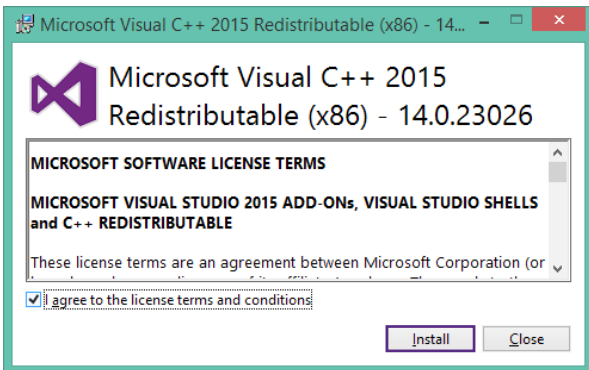 Microsoft Visual C++ 2015 Redistributable (x86) - 14...
Microsoft Visual C++ 2015
Redistributable (x86) - 14.0.23026
MICROSOFT SOFTWARE LICENSE TERMS
MICROSOFT VISUAL STUDIO 2015 ADD-ONs, VISUAL STUDIO SHELLS
and C++ REDISTRIBUTABLE
These license terms are an agreement between Microsoft Corporation (or
I agree to the license terms and conditions
Install
Close